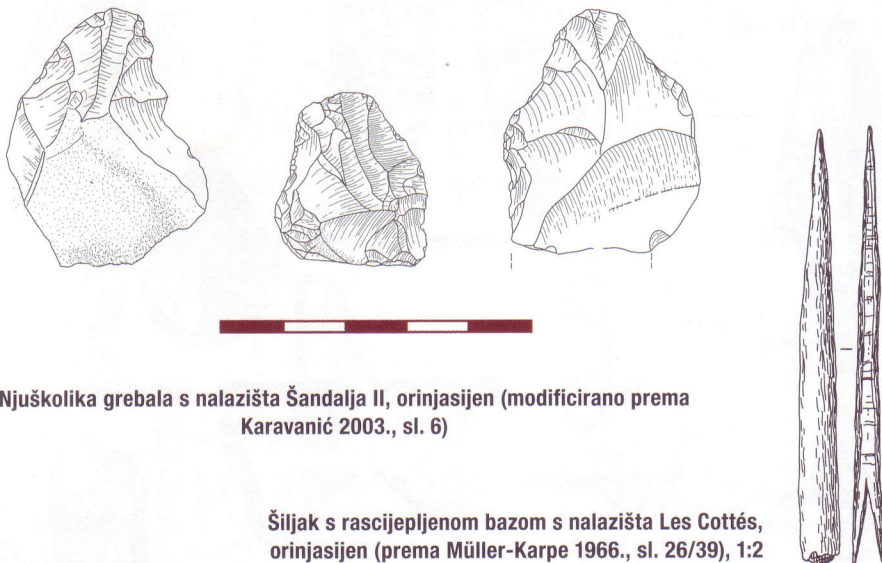 Njuškolika grebala s nalazišta Šandalja II, orinjasijen (modificirano prema
Karavanić 2003., sl. 6)
Šiljak s rascijepljenom bazom s nalazišta Les Cottés,
orinjasijen (prema Müller-Karpe 1966., sl. 26/39), 1:2